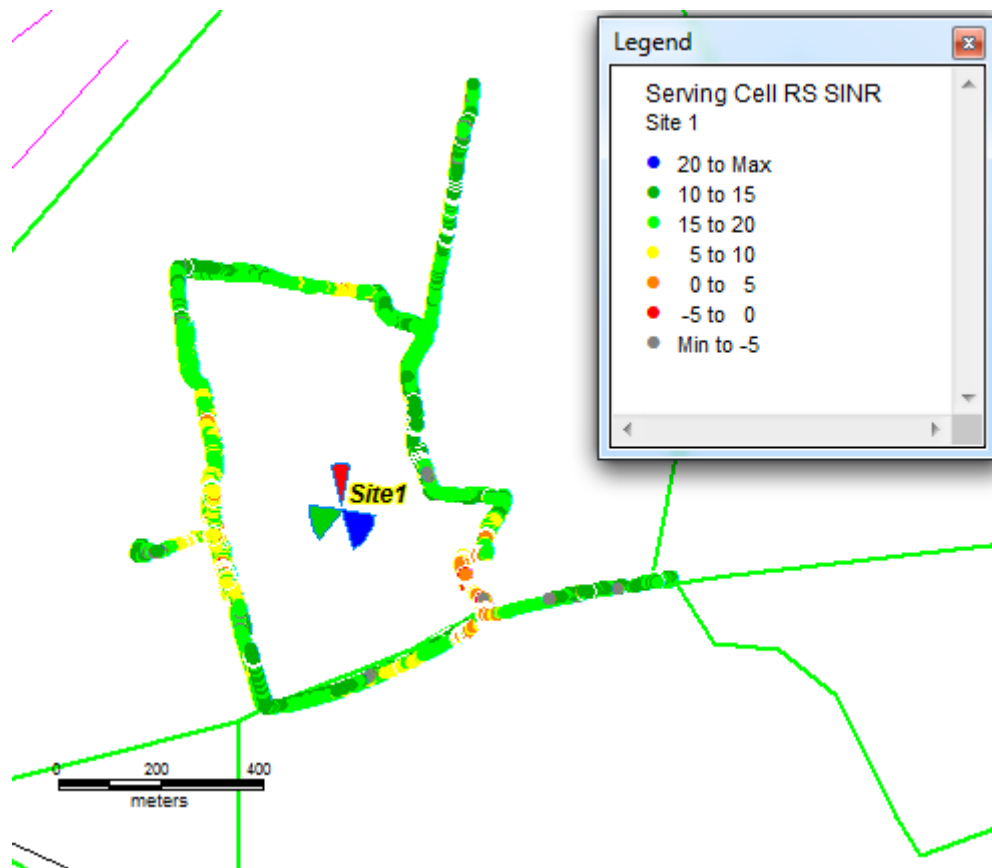 Legend
Serving Cell RS SINR
Site 1
20 to Max
10 to 15
15 to 20
5 to 10
0 to 5
-5 to 0
Min to -5
Site1
0 200 400
meters